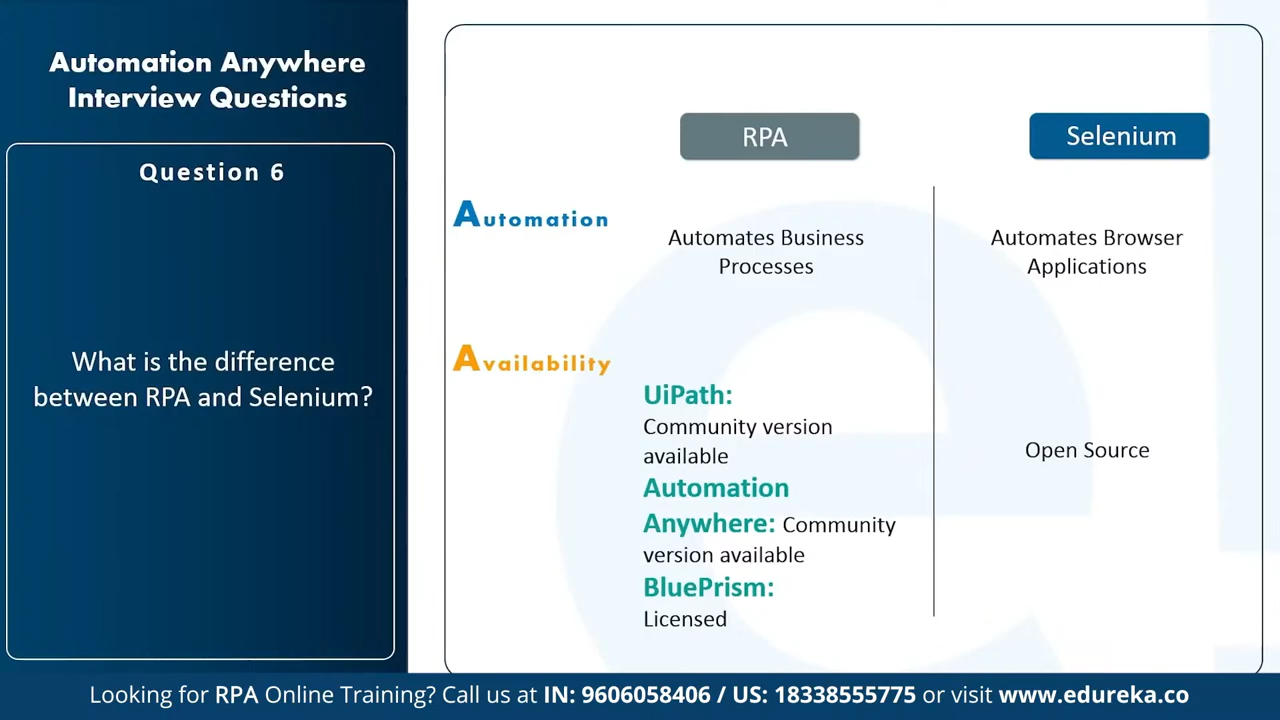 Automation Anywhere
Interview Questions
Question 6
What is the difference
between RPA and Selenium?
RPA
Selenium
Automation
Automates Business
Processes
Automates Browser
Applications
Availability
UiPath:
Community version
available
Automation
Anywhere: Community
version available
BluePrism:
Licensed
Open Source
Looking for RPA Online Training? Call us at IN: 9606058406 / US: 18338555775 or visit www.edureka.co